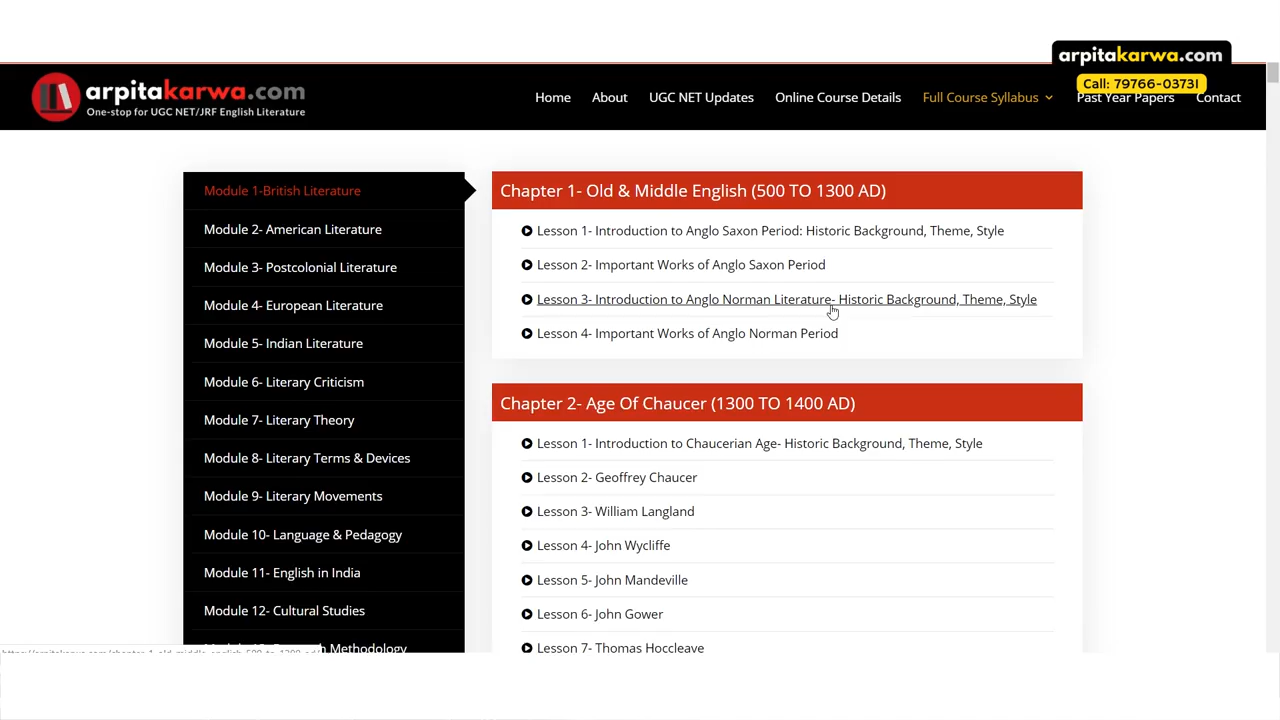 arpitakarwa.com
Call: 79766-03731
arpitakarwa.com
One-stop for UGC NET/JRF English Literature
Home
About
UGC NET Updates
Online Course Details
Full Course Syllabus
Past Year Papers
Contact
Module 1-British Literature
Module 2- American Literature
Module 3- Postcolonial Literature
Module 4- European Literature
Module 5- Indian Literature
Module 6- Literary Criticism
Module 7- Literary Theory
Module 8- Literary Terms & Devices
Module 9- Literary Movements
Module 10- Language & Pedagogy
Module 11- English in India
Module 12- Cultural Studies
Methodology
Chapter 1- Old & Middle English (500 TO 1300 AD)
Lesson 1- Introduction to Anglo Saxon Period: Historic Background, Theme, Style
Lesson 2- Important Works of Anglo Saxon Period
Lesson 3- Introduction to Anglo Norman Literature- Historic Background, Theme, Style
Lesson 4- Important Works of Anglo Norman Period
Chapter 2- Age Of Chaucer (1300 TO 1400 AD)
Lesson 1- Introduction to Chaucerian Age- Historic Background, Theme, Style
Lesson 2- Geoffrey Chaucer
Lesson 3- William Langland
Lesson 4- John Wycliffe
Lesson 5- John Mandeville
Lesson 6- John Gower
Lesson 7- Thomas Hoccleave